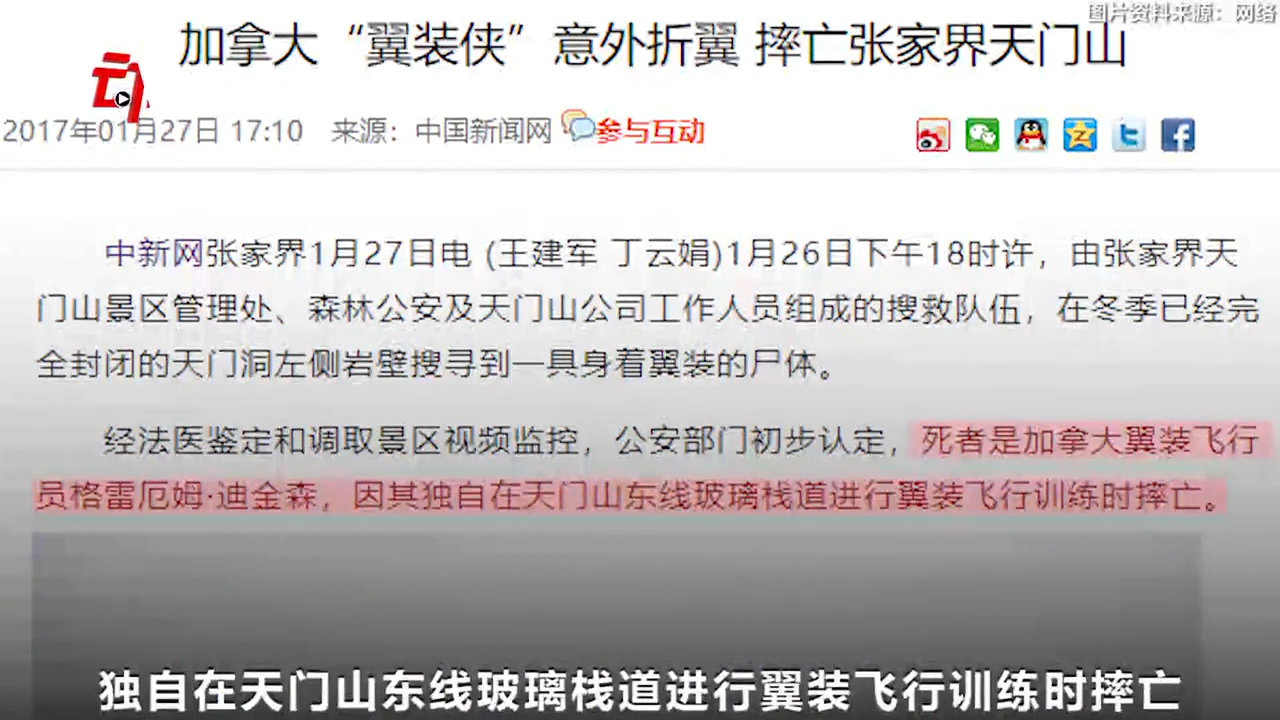 图片资料来源：网络
加拿大“翼装侠”意外折翼 摔亡张家界天门山
2017年01月27日 17:10 来源：中国新闻网 参与互动
中新网张家界1月27日电 (王建军 丁云娟)1月26日下午18时许，由张家界天
门山景区管理处、森林公安及天门山公司工作人员组成的搜救队伍，在冬季已经完
全封闭的天门洞左侧岩壁搜寻到一具身着翼装的尸体。
经法医鉴定和调取景区视频监控，公安部门初步认定，死者是加拿大翼装飞行
员格雷厄姆·迪金森，因其独自在天门山东线玻璃栈道进行翼装飞行训练时摔亡。
独自在天门山东线玻璃栈道进行翼装飞行训练时摔亡